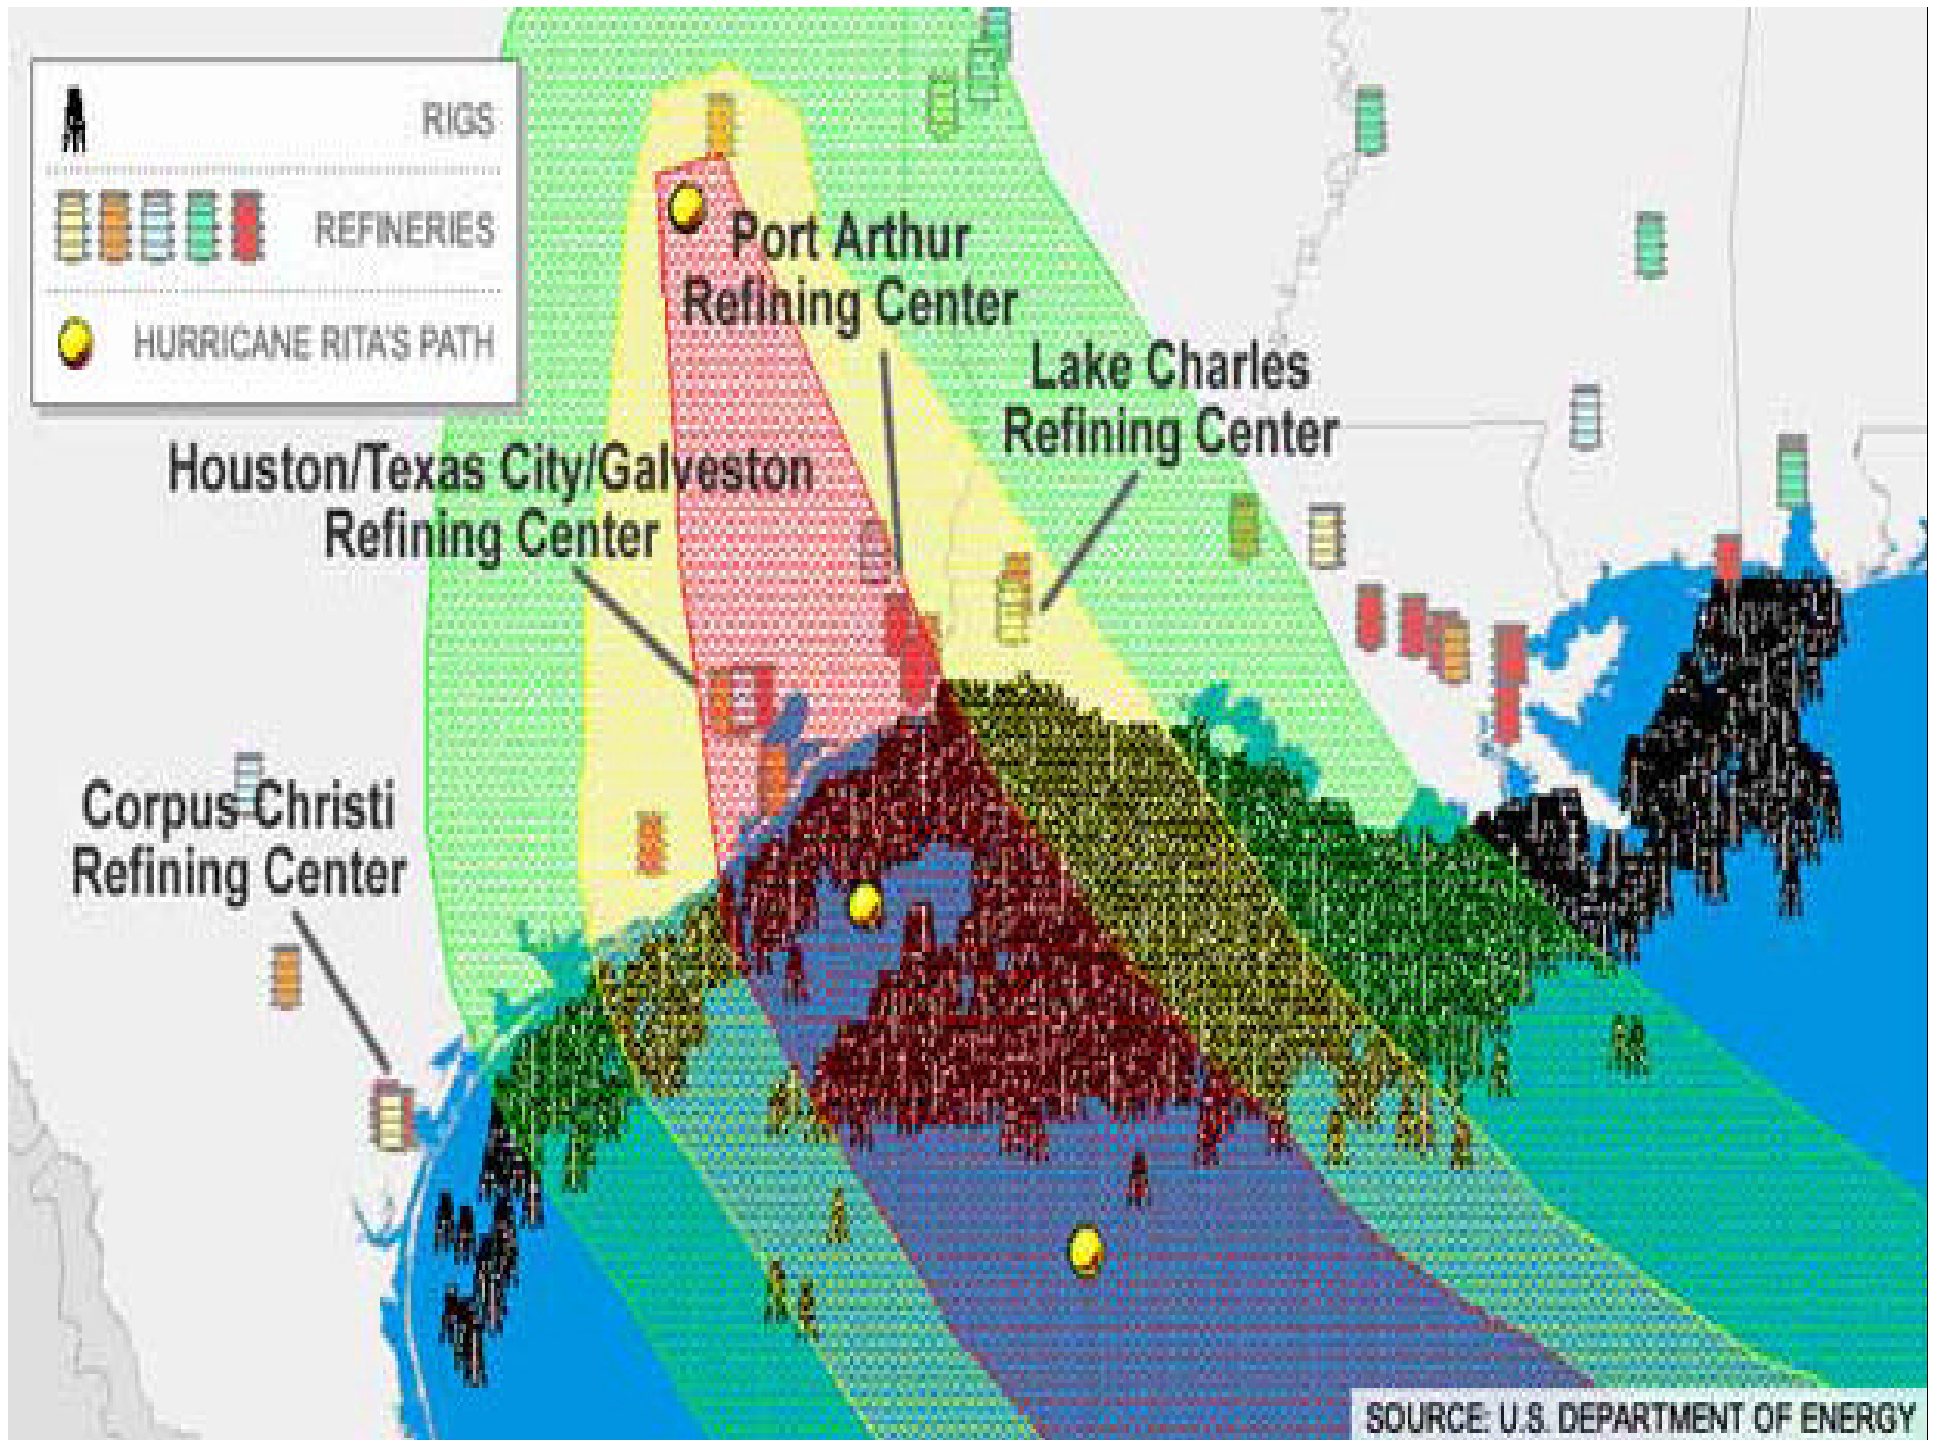 RIGS
REFINERIES
HURRICANE RITA'S PATH
Port Arthur
Refining Center
Lake Charles
Refining Center
Houston/Texas City/Galveston
Refining Center
Corpus Christi
Refining Center
SOURCE: U.S. DEPARTMENT OF ENERGY